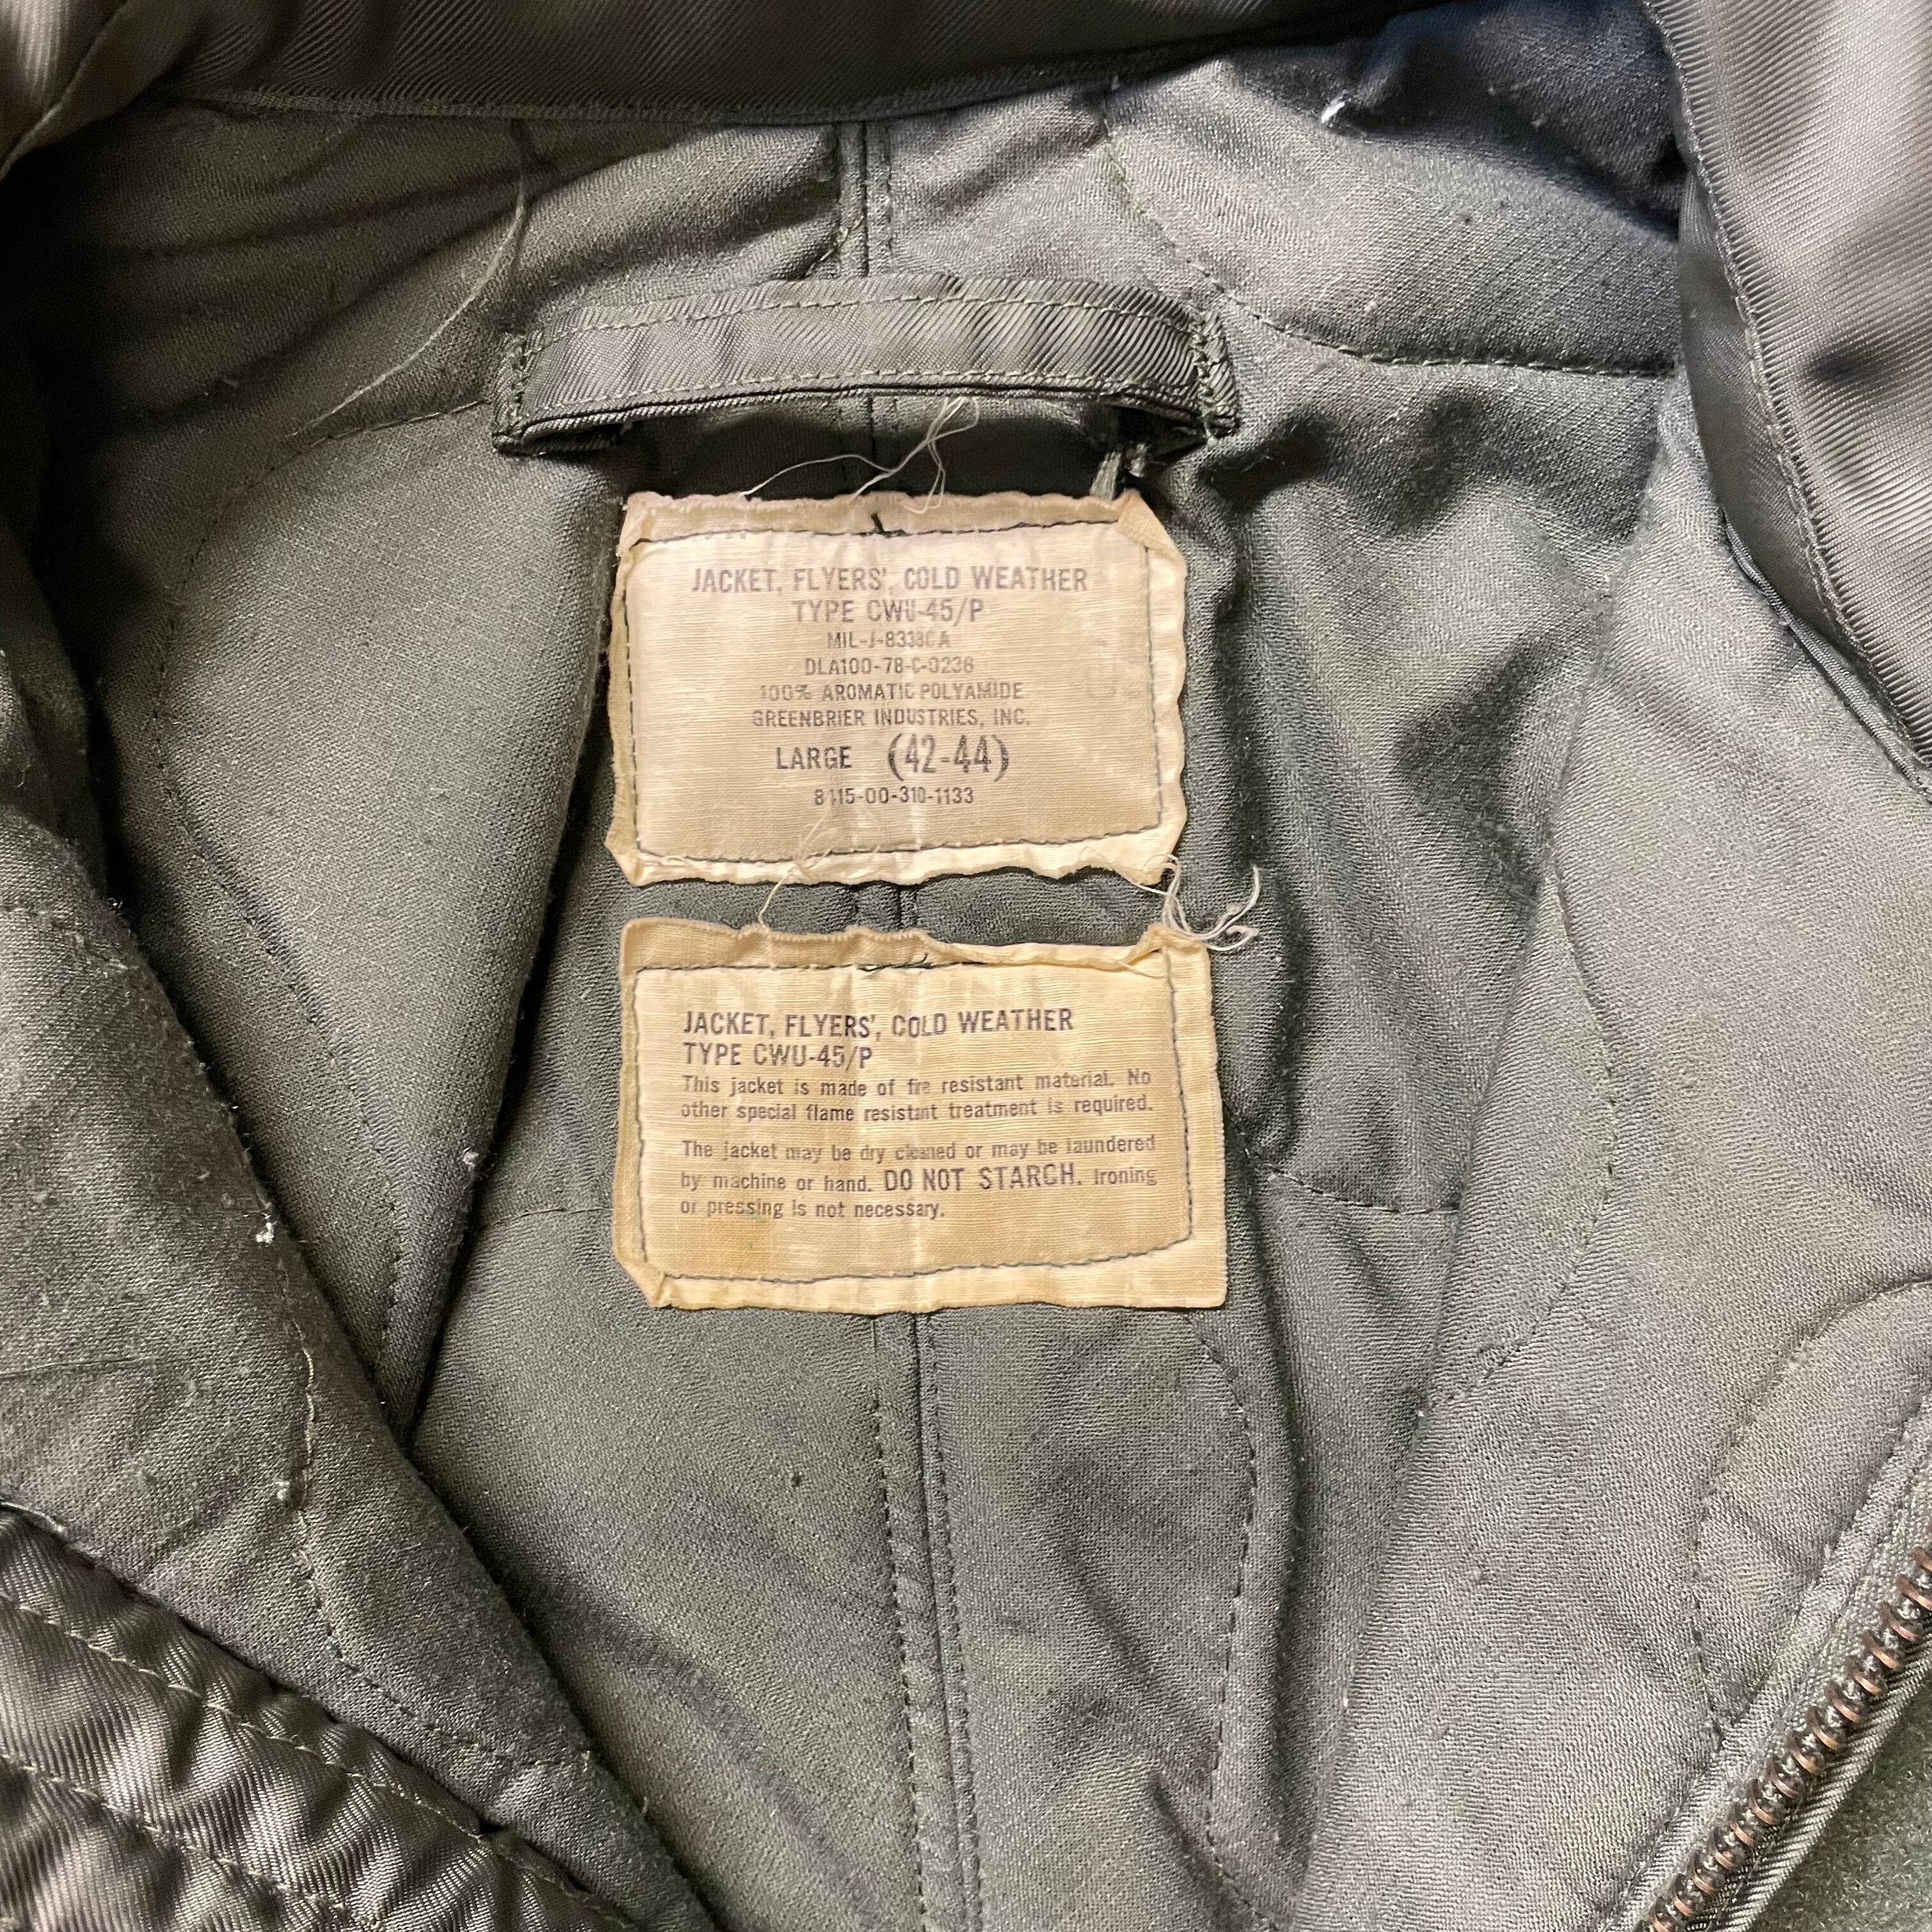 JACKET, FLYERS', COLD WEATHER
TYPE CWU-45/P
MIL-J-83380A
DLA100-78-C-0236
100% AROMATIC POLYAMIDE
GREENBRIER INDUSTRIES, INC.
LARGE (42-44)
8115-00-310-1133
JACKET, FLYERS', COLD WEATHER
TYPE CWU-45/P
This jacket is made of fire resistant material. No
other special flame resistant treatment is required.
The jacket may be dry cleaned or may be laundered
by machine or hand. DO NOT STARCH. Ironing
or pressing is not necessary.